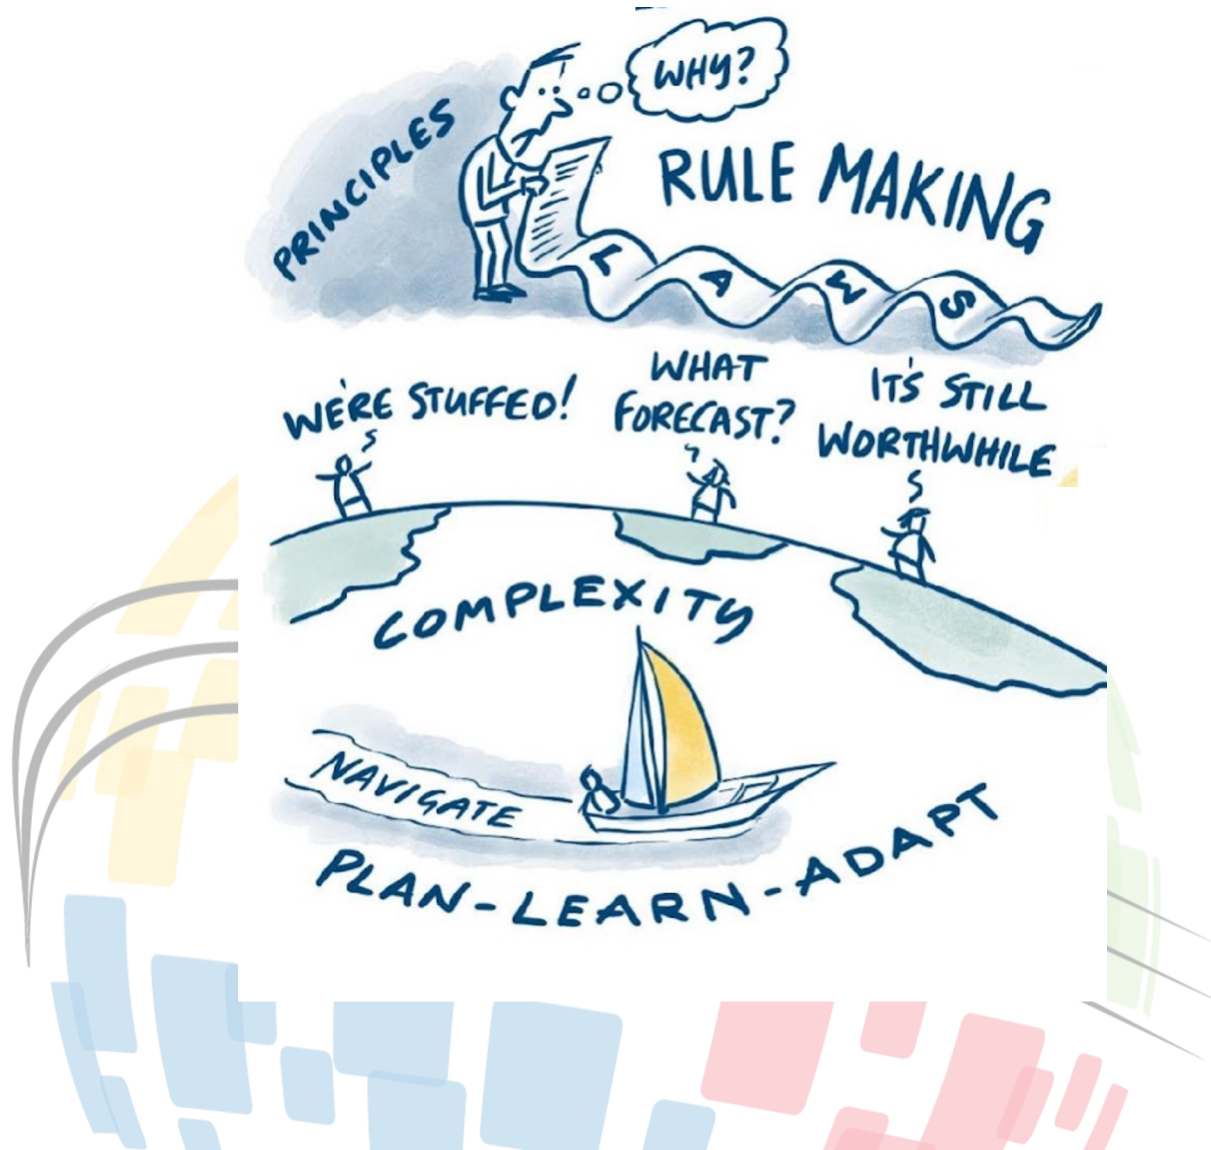 WHY?
PRINCIPLES
RULE MAKING
LAWS
WE'RE STUFFED!
WHAT
FORECAST?
IT'S STILL
WORTHWHILE
COMPLEXITY
NAVIGATE
PLAN-LEARN-ADAPT